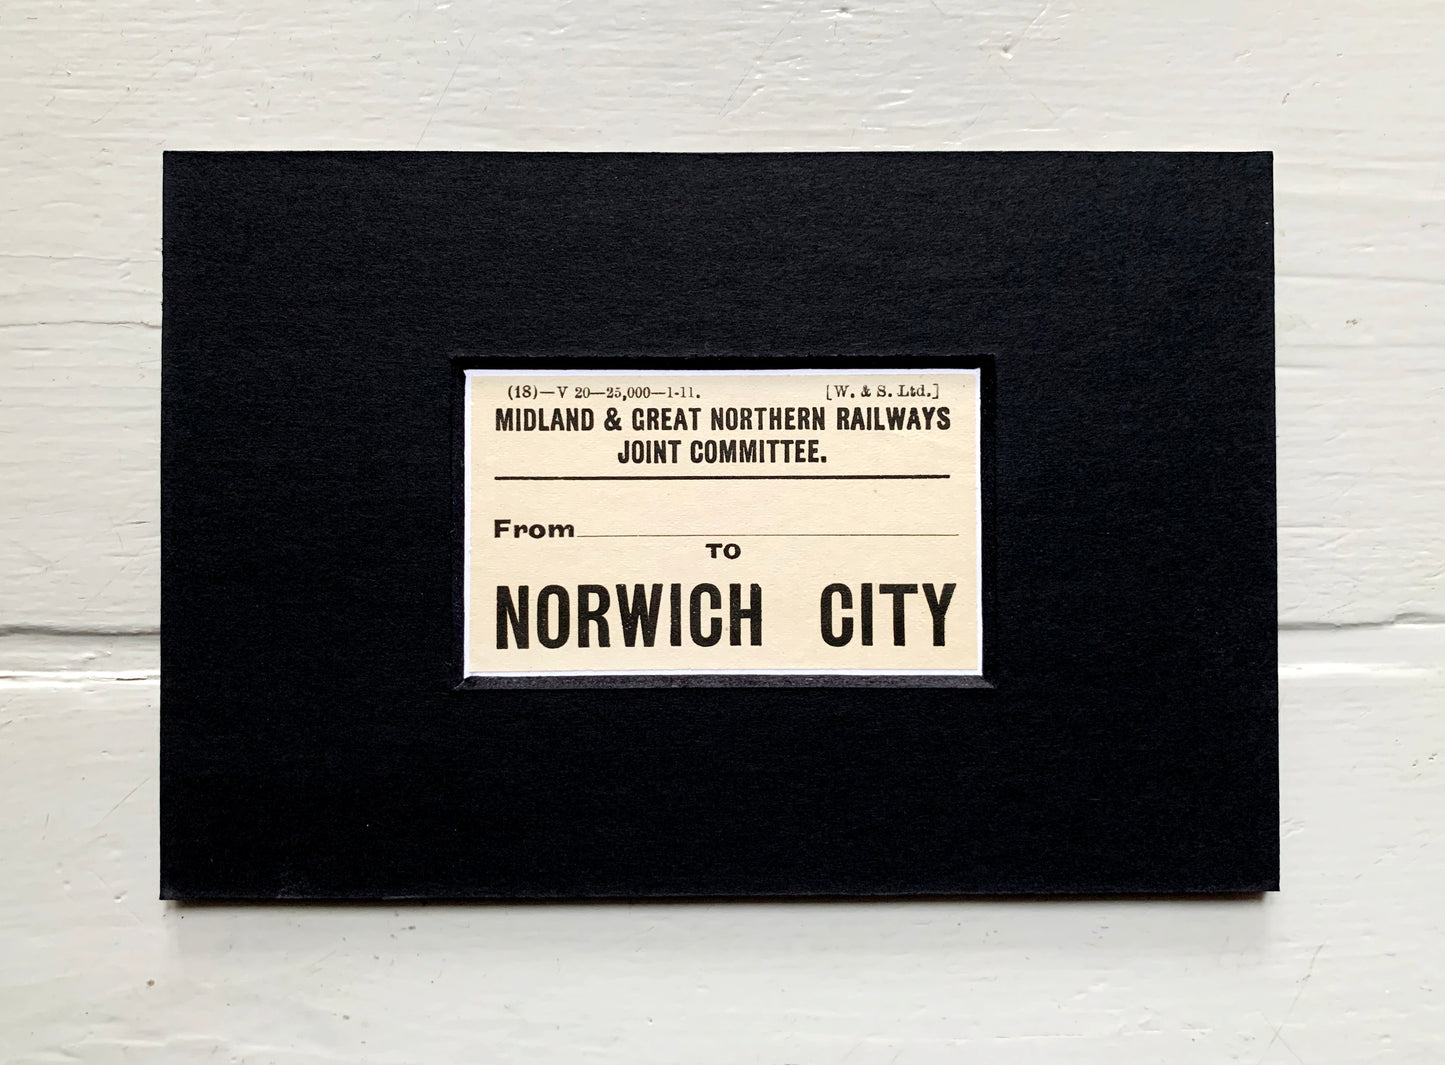 (18)—V 20—25,000—1-11. [W. & S. Ltd.]
MIDLAND & GREAT NORTHERN RAILWAYS
JOINT COMMITTEE.
From
TO
NORWICH CITY